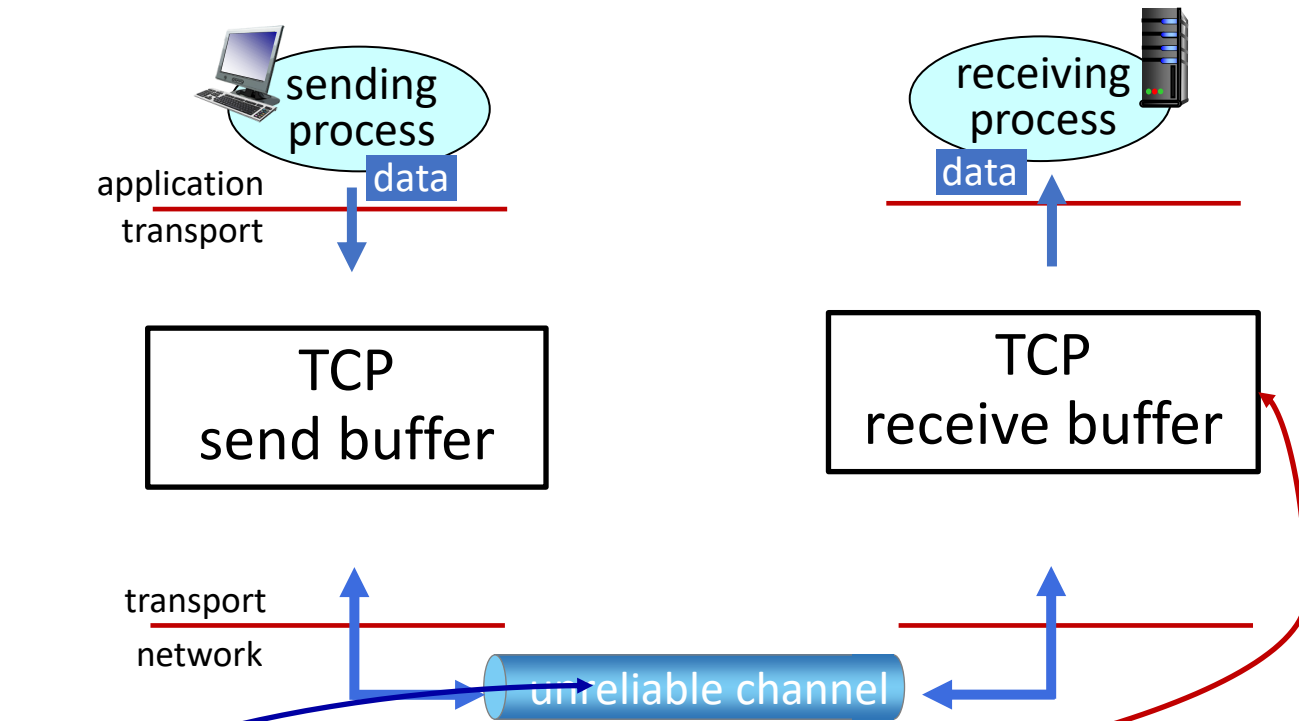 sending
process
data
application
transport
receiving
process
data
TCP
send buffer
TCP
receive buffer
transport
network
unreliable channel